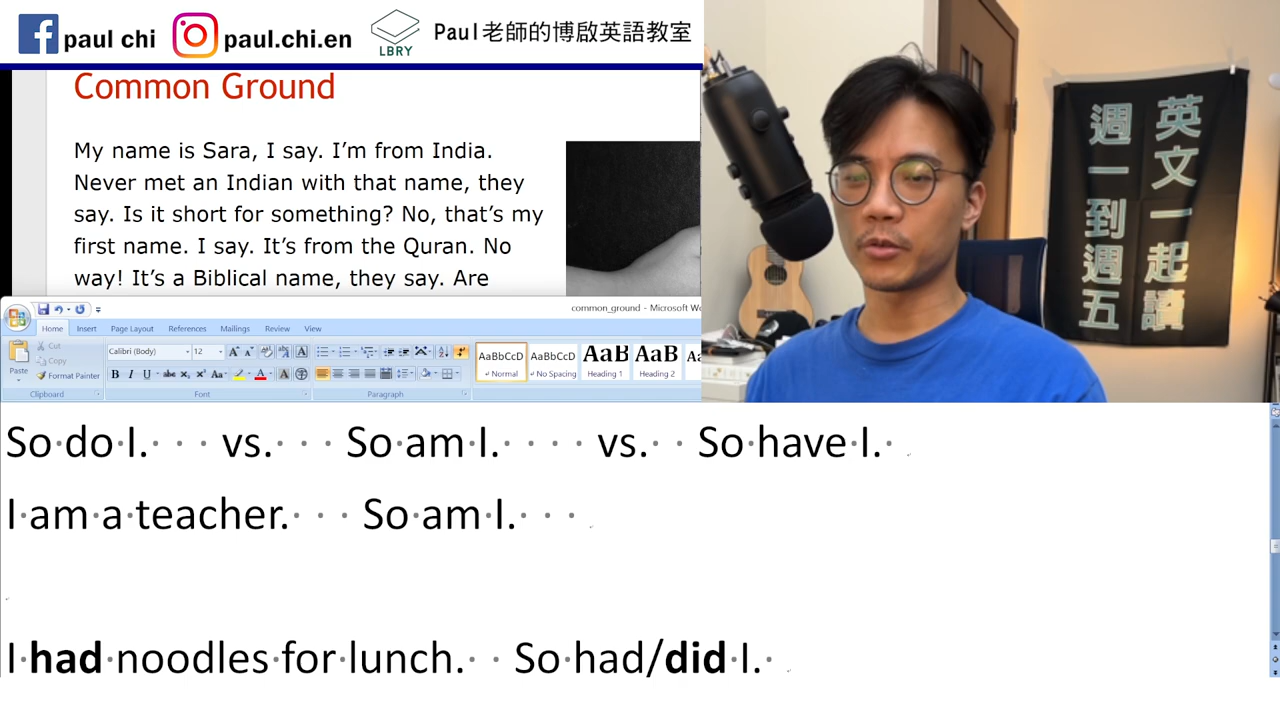 paul chi
paul.chi.en
LBRY
Paul老師的博啟英語教室
Common Ground
My name is Sara, I say. I’m from India.
Never met an Indian with that name, they
say. Is it short for something? No, that’s my
first name. I say. It’s from the Quran. No
way! It’s a Biblical name, they say. Are
common_ground - Microsoft Wo
Home Insert Page Layout References Mailings Review View
Paste
Cut
Copy
Format Painter
Clipboard
Calibri (Body) 12
Font
Paragraph
AaBbCcD AaBbCcD AaBb AaB
Normal No Spacing Heading 1 Heading 2
So do I. vs. So am I. vs. So have I.
I am a teacher. So am I.
I had noodles for lunch. So had/did I.
英文一起讀
週一到週五